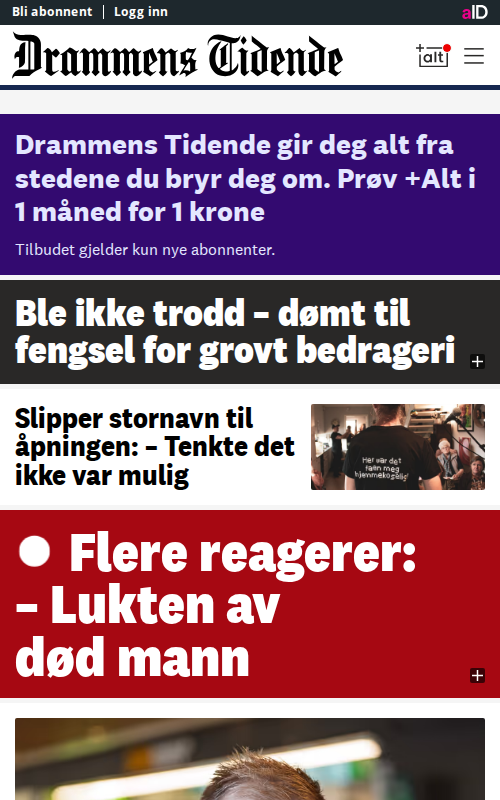 Bli abonnent | Logg inn
aID
Drammens Tidende
+alt
Drammens Tidende gir deg alt fra
stedene du bryr deg om. Prøv +Alt i
1 måned for 1 krone
Tilbudet gjelder kun nye abonnenter.
Ble ikke trodd – dømt til
fengsel for grovt bedrageri
+
Slipper stornavn til
åpningen: – Tenkte det
ikke var mulig
Her var det
faen meg
hjemmekoselig!
Flere reagerer:
– Lukten av
død mann
+